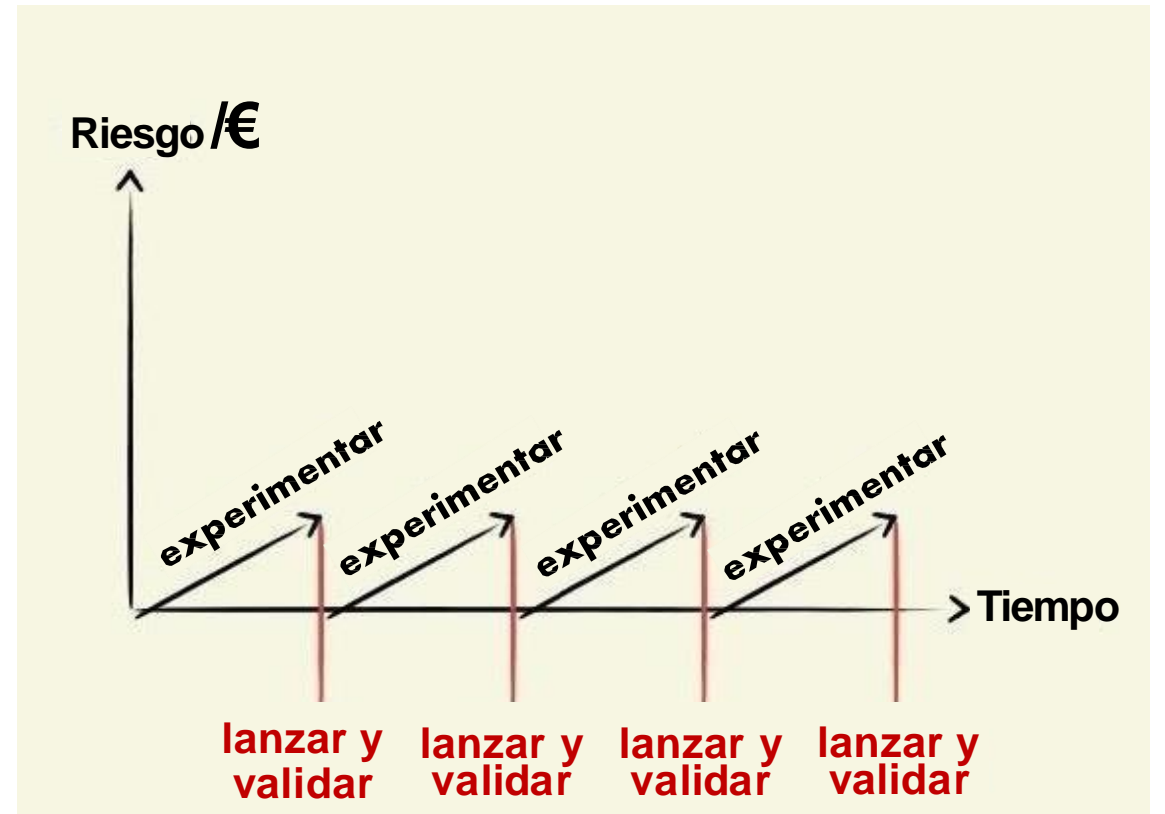 Riesgo /€
experimentar
experimentar
experimentar
experimentar
Tiempo
lanzar y
validar
lanzar y
validar
lanzar y
validar
lanzar y
validar